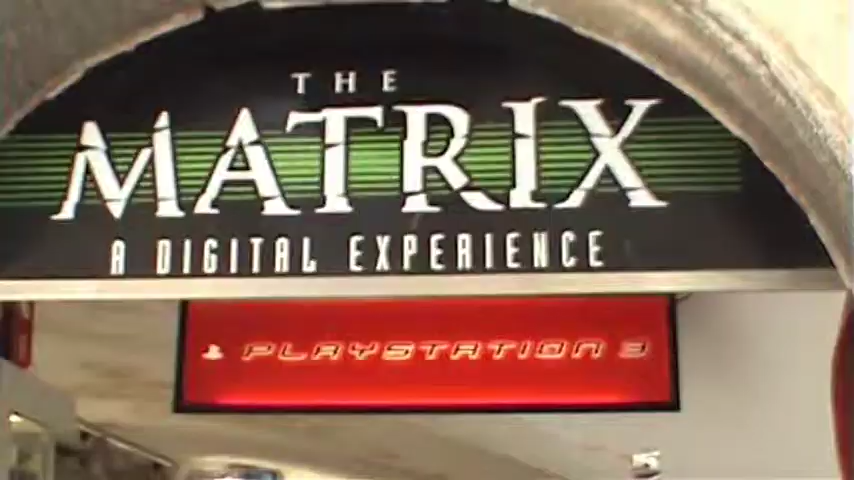 THE
MATRIX
A DIGITAL EXPERIENCE
PLAYSTATION 3